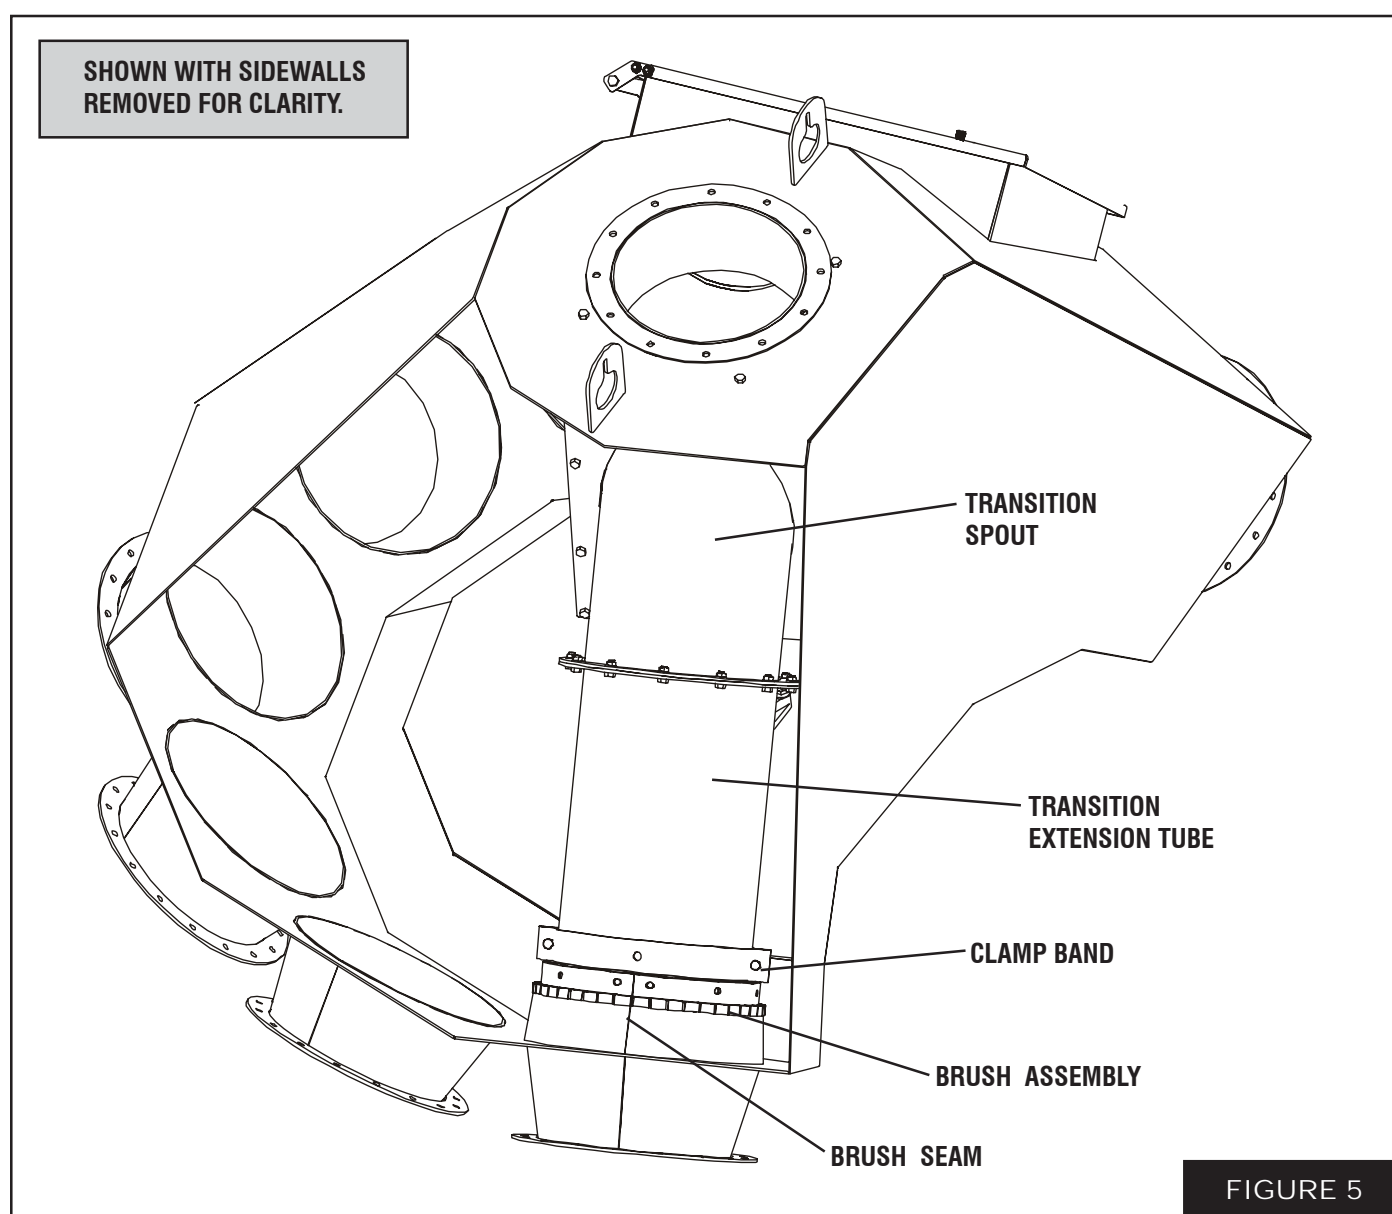 SHOWN WITH SIDEWALLS
REMOVED FOR CLARITY.
TRANSITION
SPOUT
TRANSITION
EXTENSION TUBE
CLAMP BAND
BRUSH ASSEMBLY
BRUSH SEAM
FIGURE 5